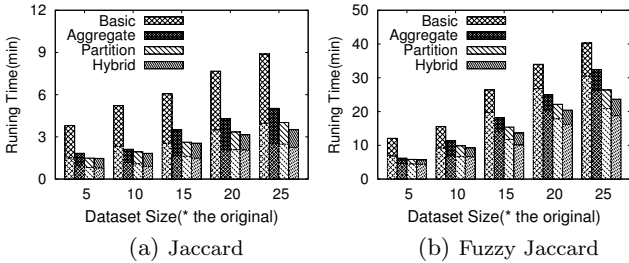 12
9
6
3
0
Runing Time(min)
Basic
Aggregate
Partition
Hybrid
5 10 15 20 25
Dataset Size(* the original)
(a) Jaccard
50
40
30
20
10
0
Runing Time(min)
Basic
Aggregate
Partition
Hybrid
5 10 15 20 25
Dataset Size(* the original)
(b) Fuzzy Jaccard